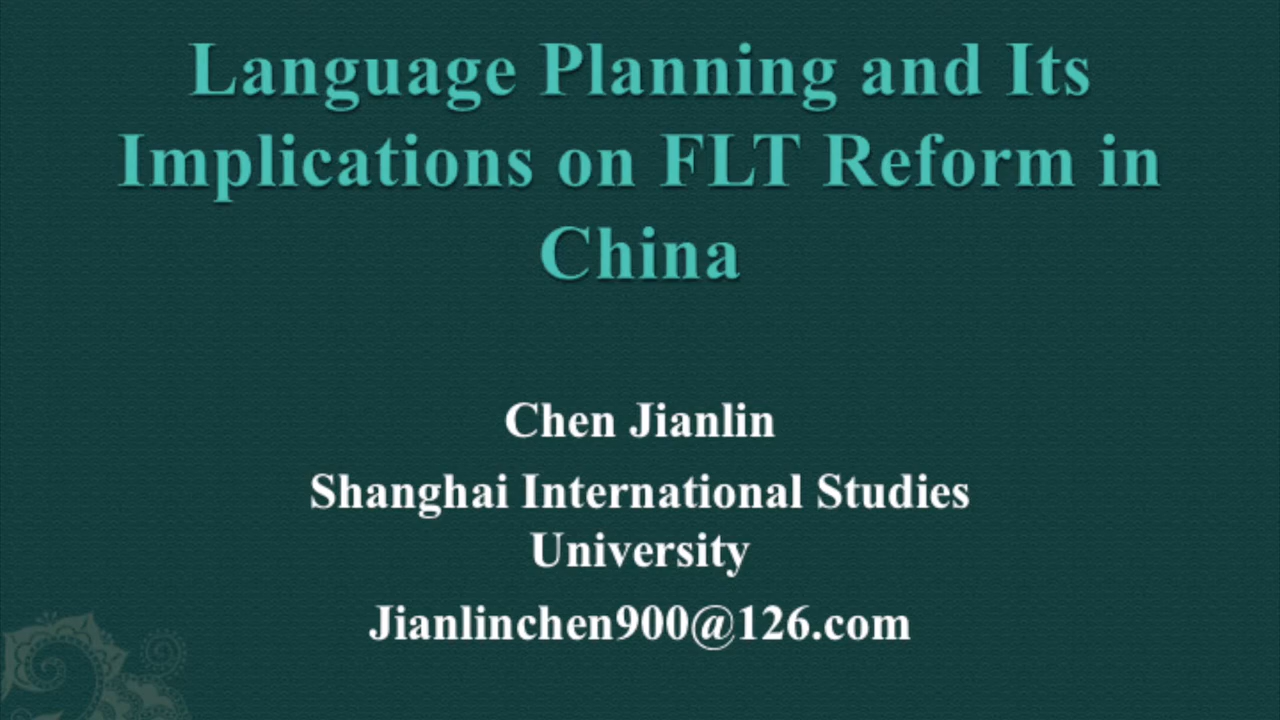 Language Planning and Its
Implications on FLT Reform in
China
Chen Jianlin
Shanghai International Studies
University
Jianlinchen900@126.com